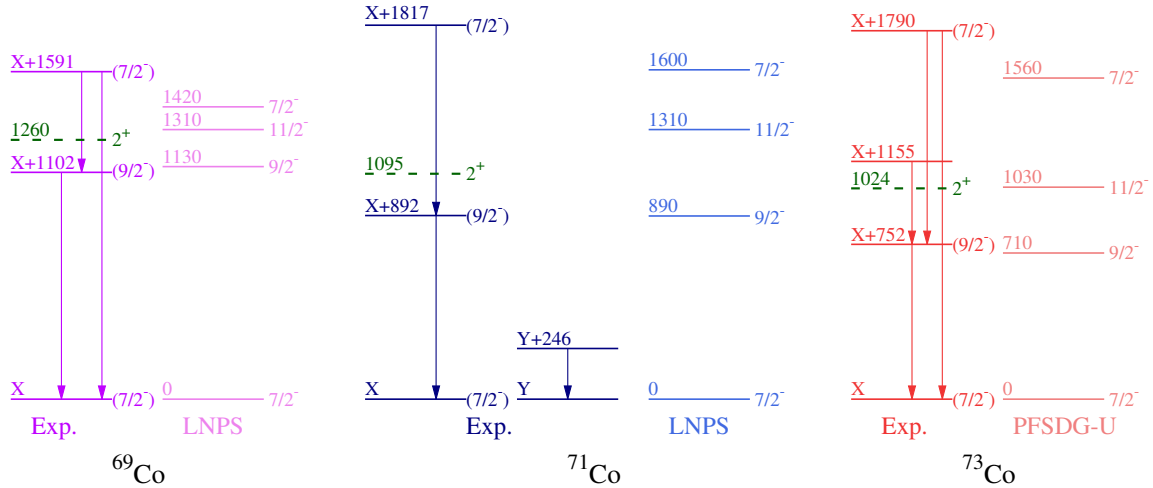 X+1591 (7/2⁻)
1420 7/2⁻
1310 11/2⁻
1260 2⁺
X+1102 (9/2⁻)
1130 9/2⁻
X (7/2⁻)
0 7/2⁻
Exp. LNPS
⁶⁹Co
X+1817 (7/2⁻)
1600 7/2⁻
1310 11/2⁻
1095 2⁺
X+892 (9/2⁻)
890 9/2⁻
Y+246
X (7/2⁻)
Y
0 7/2⁻
Exp. LNPS
⁷¹Co
X+1790 (7/2⁻)
1560 7/2⁻
X+1155
1024 2⁺
1030 11/2⁻
X+752 (9/2⁻)
710 9/2⁻
X (7/2⁻)
0 7/2⁻
Exp. PFSDG-U
⁷³Co